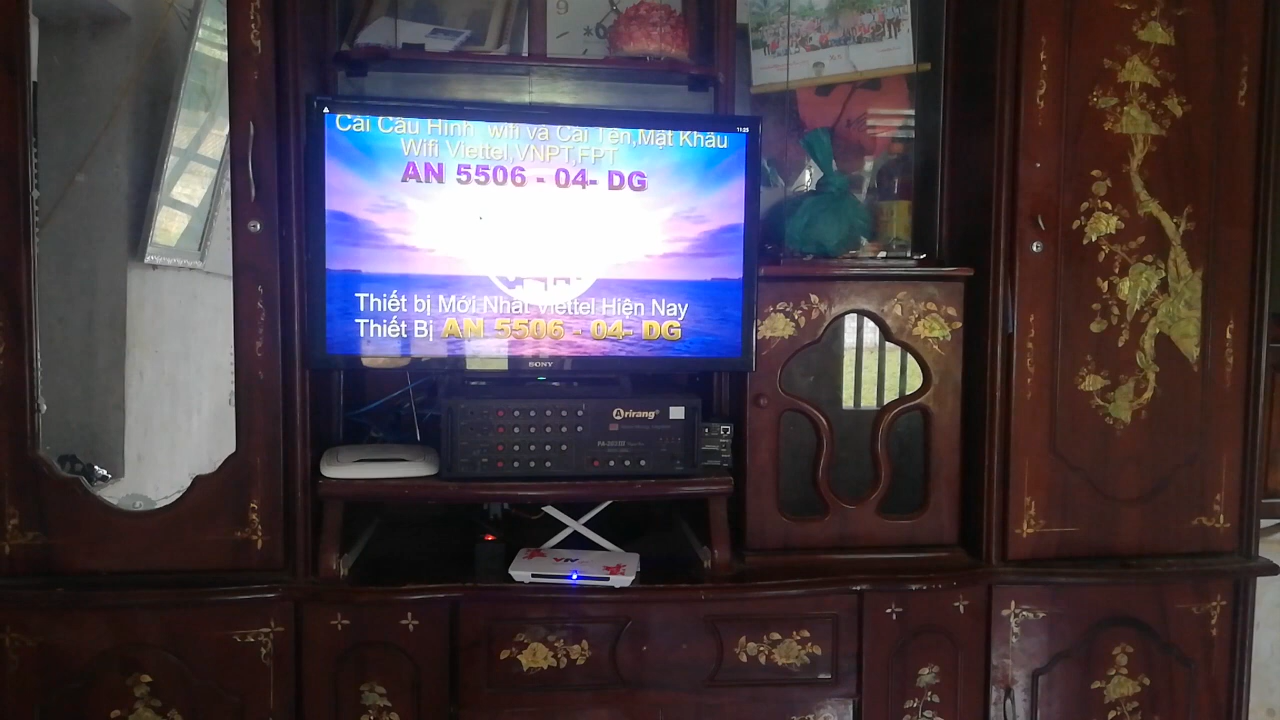 9
11:25
Cài Cấu Hình wifi và Cài Tên,Mật Khẩu
Wifi Viettel,VNPT,FPT
AN 5506 - 04- DG
Thiết bị Mới Nhất Viettel Hiện Nay
Thiết Bị AN 5506 - 04- DG
SONY
Arirang